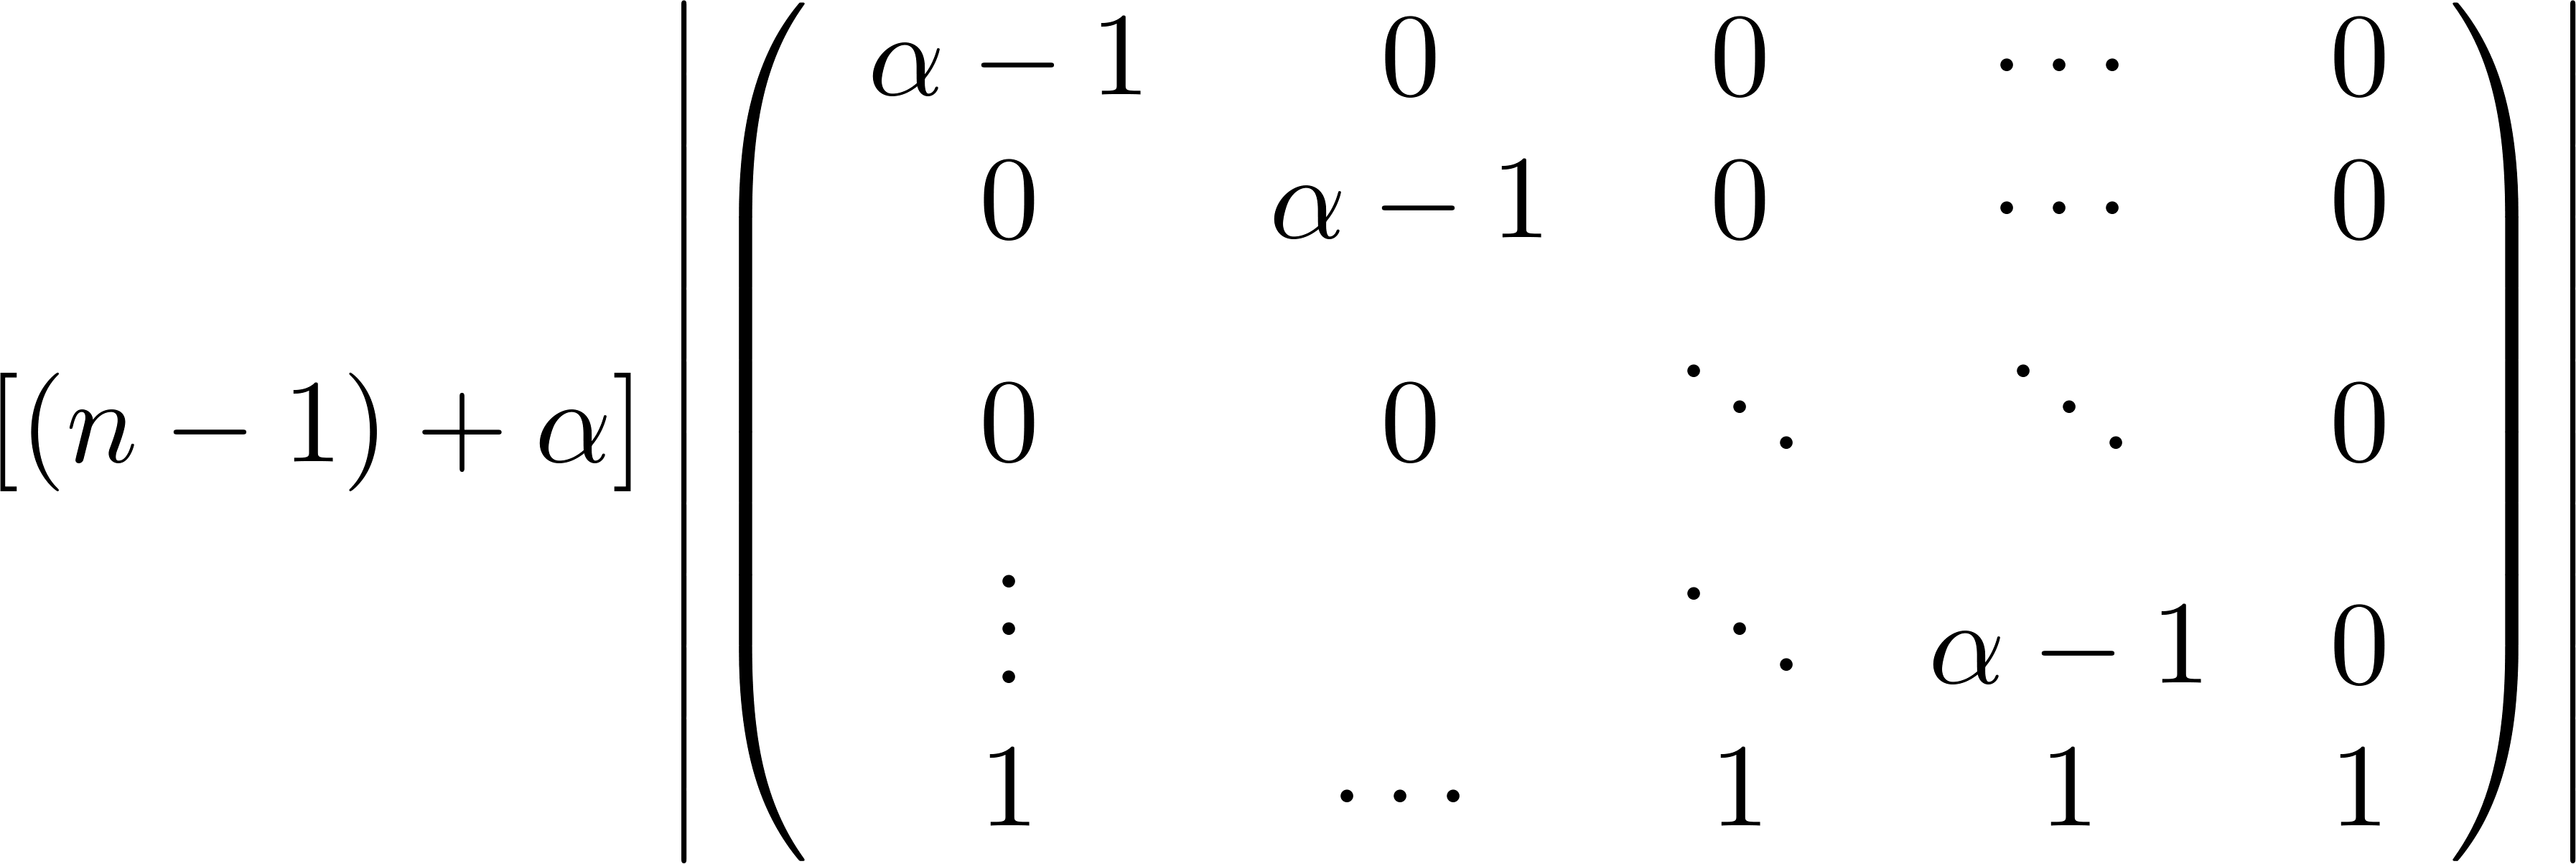 α − 1 0 0 ⋯ 0
0 α − 1 0 ⋯ 0
[(n − 1) + α] 0 0 ⋱ ⋱ 0
⋮ ⋱ α − 1 0
1 ⋯ 1 1 1